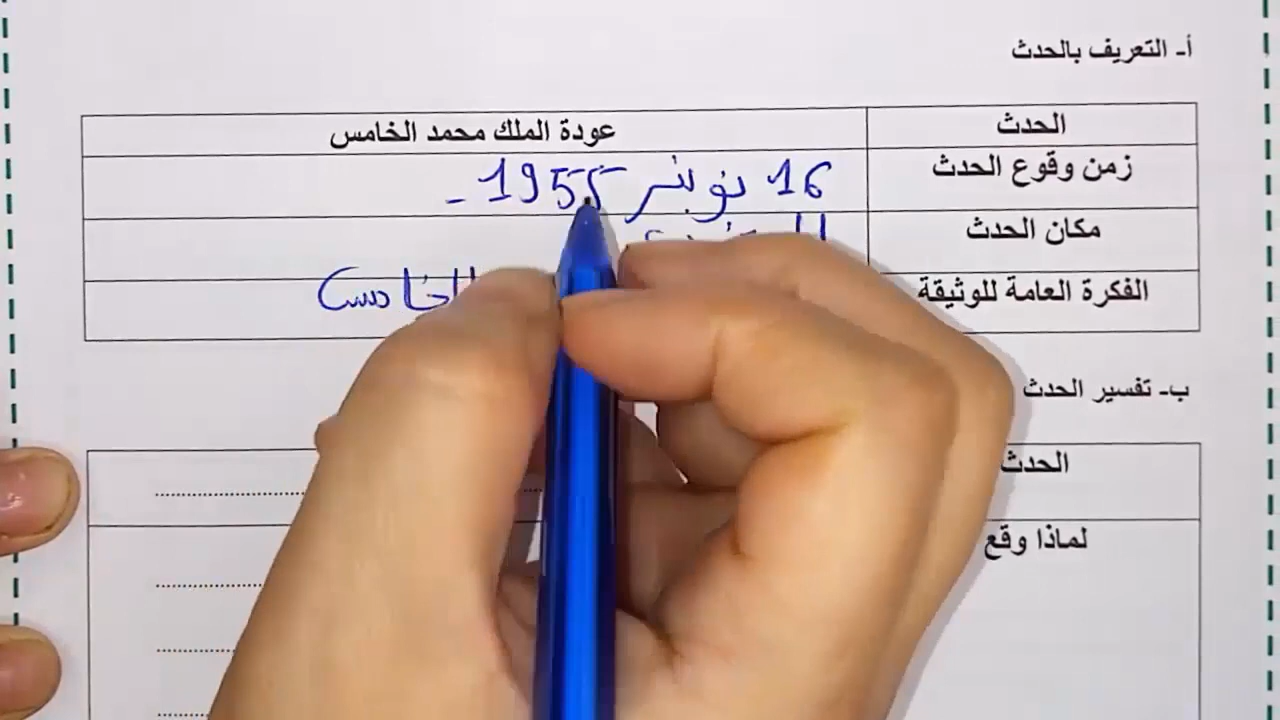 أ- التعريف بالحدث
الحدث عودة الملك محمد الخامس
زمن وقوع الحدث 16 نونبر 1955 -
مكان الحدث
الفكرة العامة للوثيقة الخامس
ب- تفسير الحدث
الحدث
لماذا وقع